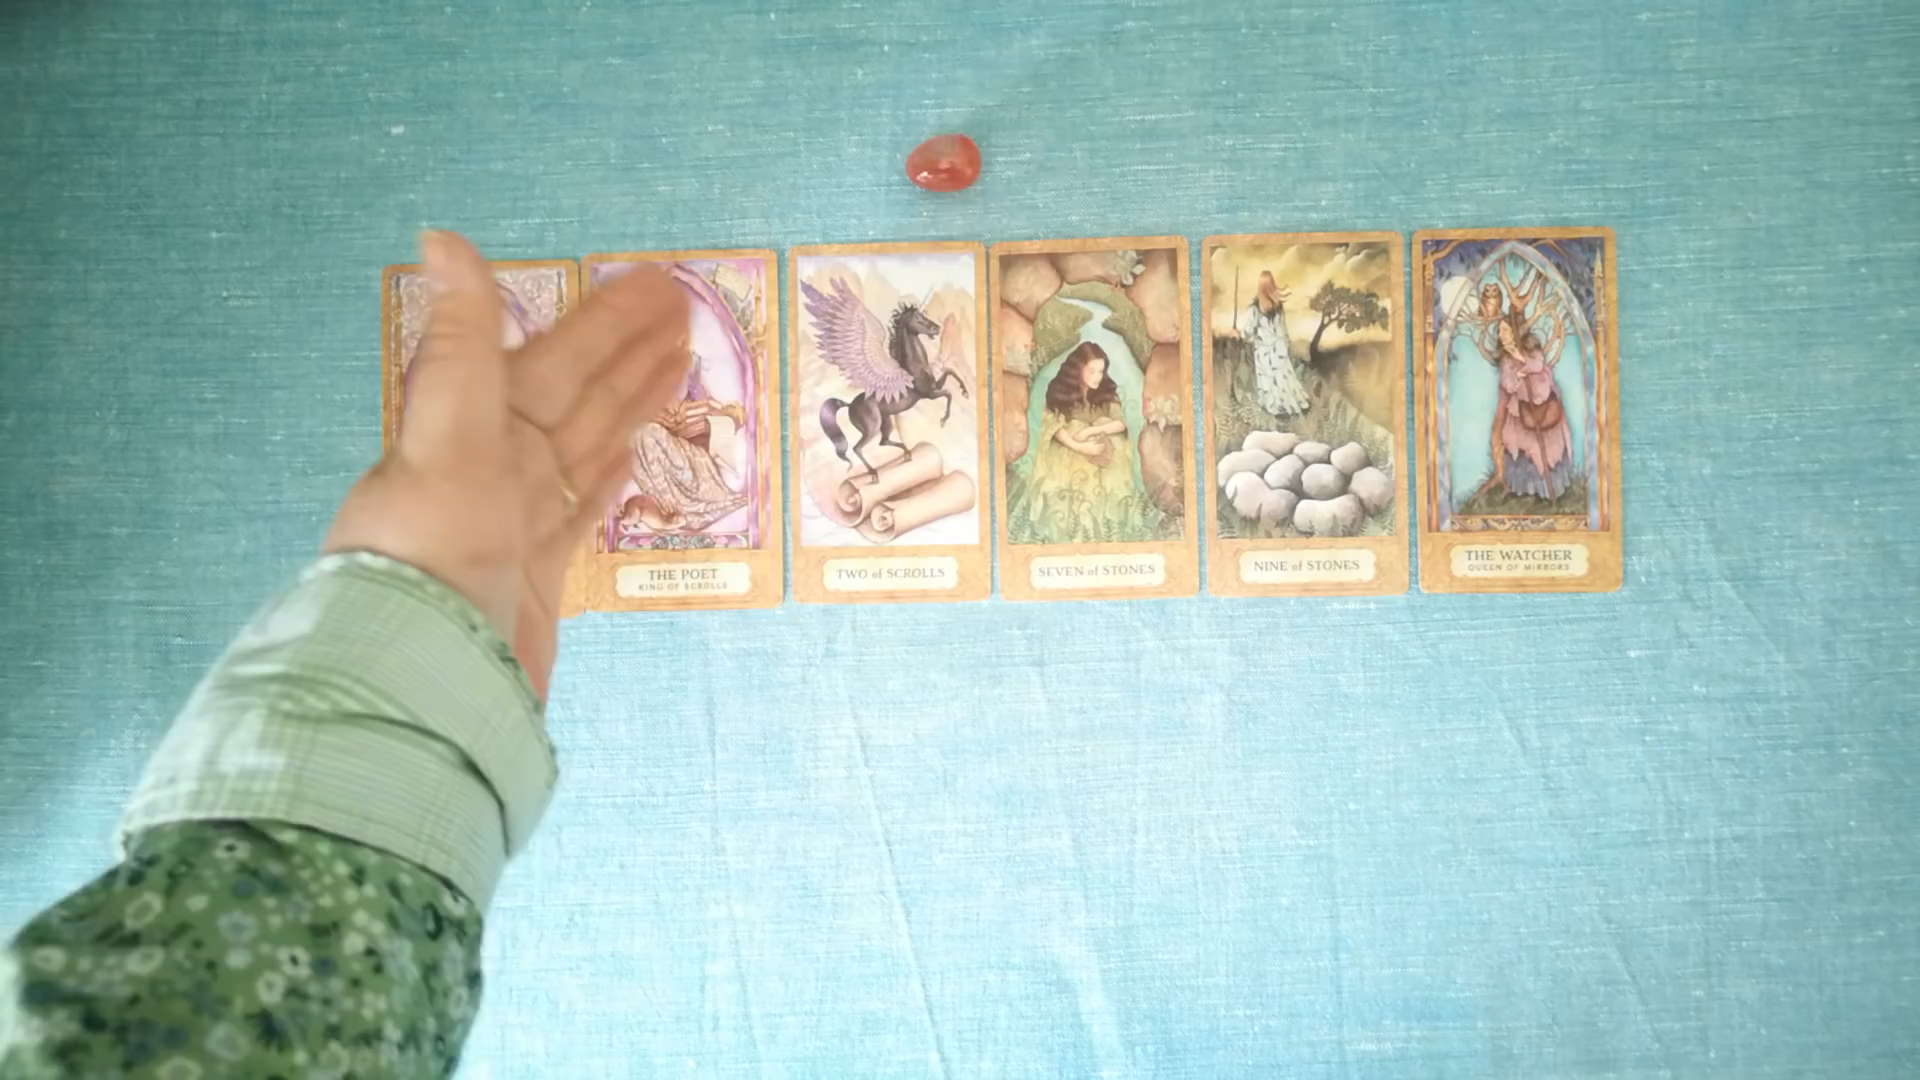 THE POET
KING OF SCROLLS
TWO of SCROLLS
SEVEN of STONES
NINE of STONES
THE WATCHER
QUEEN OF MIRRORS